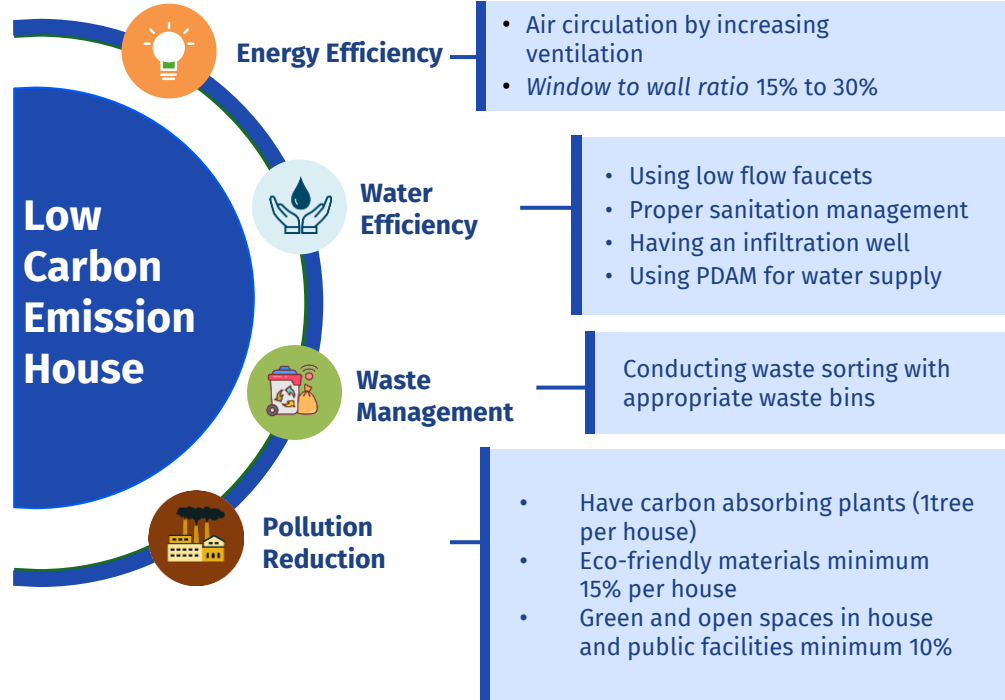 Low
Carbon
Emission
House
Energy Efficiency
• Air circulation by increasing
ventilation
• Window to wall ratio 15% to 30%
Water
Efficiency
• Using low flow faucets
• Proper sanitation management
• Having an infiltration well
• Using PDAM for water supply
Waste
Management
Conducting waste sorting with
appropriate waste bins
Pollution
Reduction
• Have carbon absorbing plants (1tree
per house)
• Eco-friendly materials minimum
15% per house
• Green and open spaces in house
and public facilities minimum 10%